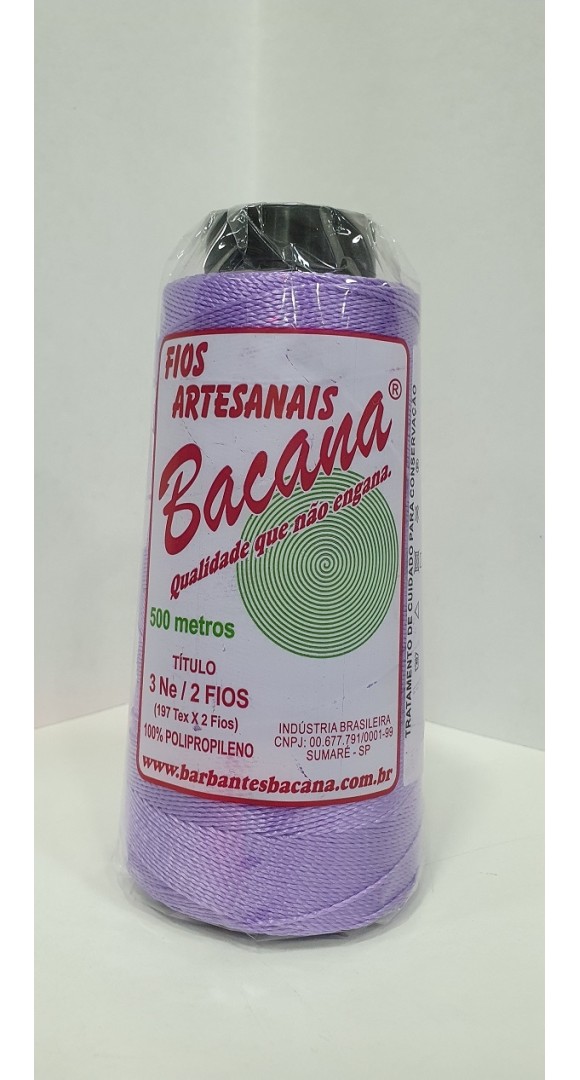 FIOS
ARTESANAIS
Bacana®
Qualidade que não engana.
500 metros
TÍTULO
3 Ne / 2 FIOS
(197 Tex X 2 Fios)
100% POLIPROPILENO
INDÚSTRIA BRASILEIRA
CNPJ: 00.677.791/0001-99
SUMARÉ - SP
www.barbantesbacana.com.br
TRATAMENTO DE CUIDADO PARA CONSERVAÇÃO